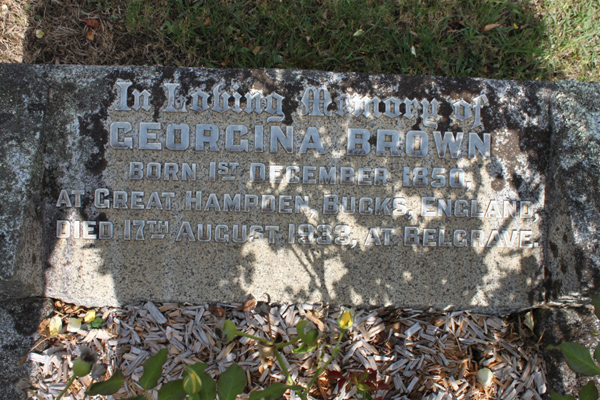 In Loving Memory of
GEORGINA BROWN
BORN 1ST DECEMBER 1856,
AT GREAT HAMPDEN, BUCKS, ENGLAND,
DIED 17TH AUGUST 1933, AT BELGRAVE.